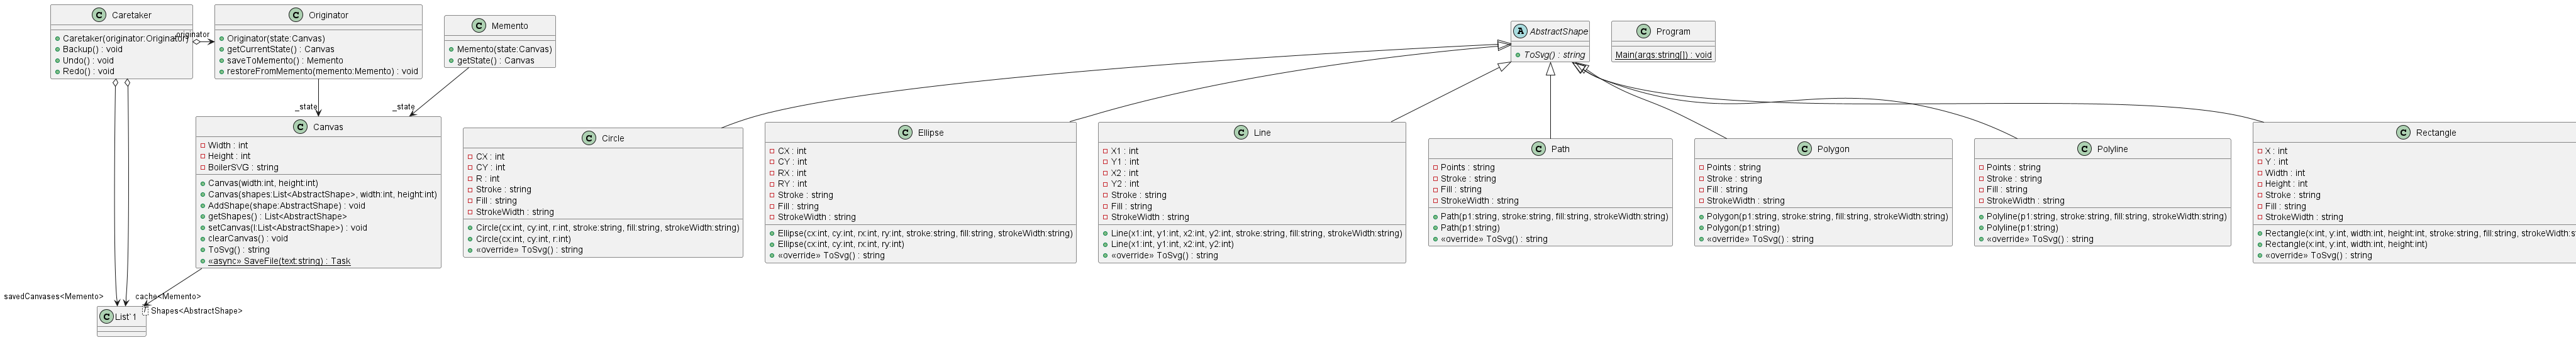 C Caretaker
Caretaker(originator:Originator)
Backup() : void
Undo() : void
Redo() : void
originator
C Originator
Originator(state:Canvas)
getCurrentState() : Canvas
saveToMemento() : Memento
restoreFromMemento(memento:Memento) : void
C Memento
Memento(state:Canvas)
getState() : Canvas
A AbstractShape
ToSvg() : string
C Program
Main(args:string[]) : void
_state
_state
C Canvas
Width : int
Height : int
BoilerSVG : string
Canvas(width:int, height:int)
Canvas(shapes:List<AbstractShape>, width:int, height:int)
AddShape(shape:AbstractShape) : void
getShapes() : List<AbstractShape>
setCanvas(l:List<AbstractShape>) : void
clearCanvas() : void
ToSvg() : string
«async» SaveFile(text:string) : Task
C Circle
CX : int
CY : int
R : int
Stroke : string
Fill : string
StrokeWidth : string
Circle(cx:int, cy:int, r:int, stroke:string, fill:string, strokeWidth:string)
Circle(cx:int, cy:int, r:int)
«override» ToSvg() : string
C Ellipse
CX : int
CY : int
RX : int
RY : int
Stroke : string
Fill : string
StrokeWidth : string
Ellipse(cx:int, cy:int, rx:int, ry:int, stroke:string, fill:string, strokeWidth:string)
Ellipse(cx:int, cy:int, rx:int, ry:int)
«override» ToSvg() : string
C Line
X1 : int
Y1 : int
X2 : int
Y2 : int
Stroke : string
Fill : string
StrokeWidth : string
Line(x1:int, y1:int, x2:int, y2:int, stroke:string, fill:string, strokeWidth:string)
Line(x1:int, y1:int, x2:int, y2:int)
«override» ToSvg() : string
C Path
Points : string
Stroke : string
Fill : string
StrokeWidth : string
Path(p1:string, stroke:string, fill:string, strokeWidth:string)
Path(p1:string)
«override» ToSvg() : string
C Polygon
Points : string
Stroke : string
Fill : string
StrokeWidth : string
Polygon(p1:string, stroke:string, fill:string, strokeWidth:string)
Polygon(p1:string)
«override» ToSvg() : string
C Polyline
Points : string
Stroke : string
Fill : string
StrokeWidth : string
Polyline(p1:string, stroke:string, fill:string, strokeWidth:string)
Polyline(p1:string)
«override» ToSvg() : string
C Rectangle
X : int
Y : int
Width : int
Height : int
Stroke : string
Fill : string
StrokeWidth : string
Rectangle(x:int, y:int, width:int, height:int, stroke:string, fill:string, strokeWidth:s
Rectangle(x:int, y:int, width:int, height:int)
«override» ToSvg() : string
savedCanvases<Memento>
cache<Memento>
Shapes<AbstractShape>
C List`1